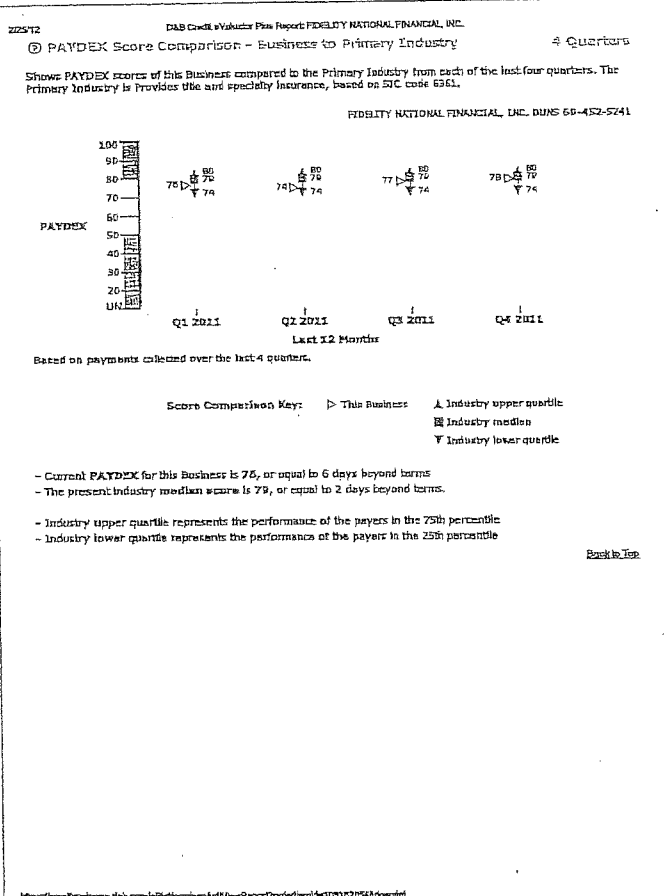 2/25/12 D&B Credit eValuator Plus Report: FIDELITY NATIONAL FINANCIAL, INC.
PAYDEX Score Comparison - Business to Primary Industry 4 Quarters
Shows PAYDEX scores of this Business compared to the Primary Industry from each of the last four quarters. The
Primary Industry is Provides title and specialty insurance, based on SIC code 6361.
FIDELITY NATIONAL FINANCIAL, INC. DUNS 60-452-5241
100
90
80
70
60
50
40
30
20
UN
PAYDEX
80
79
74
80
79
74
74
77
80
79
74
78
80
79
74
Q1 2011 Q2 2011 Q3 2011 Q4 2011
Last 12 Months
Based on payments collected over the last 4 quarters.
Score Comparison Key: This Business Industry upper quartile
Industry median
Industry lower quartile
- Current PAYDEX for this Business is 78, or equal to 6 days beyond terms
- The present industry median score is 79, or equal to 2 days beyond terms.
- Industry upper quartile represents the performance of the payers in the 75th percentile
- Industry lower quartile represents the performance of the payers in the 25th percentile
Back to Top